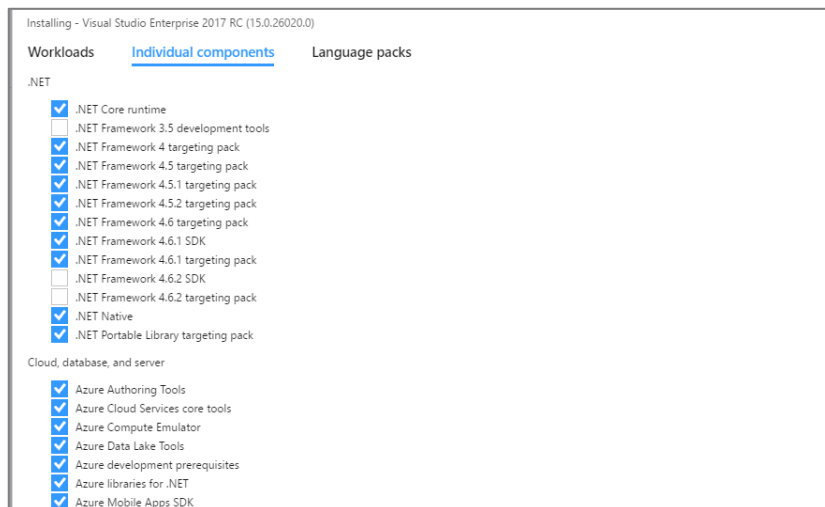 Installing - Visual Studio Enterprise 2017 RC (15.0.26020.0)
Workloads Individual components Language packs
.NET
.NET Core runtime
.NET Framework 3.5 development tools
.NET Framework 4 targeting pack
.NET Framework 4.5 targeting pack
.NET Framework 4.5.1 targeting pack
.NET Framework 4.5.2 targeting pack
.NET Framework 4.6 targeting pack
.NET Framework 4.6.1 SDK
.NET Framework 4.6.1 targeting pack
.NET Framework 4.6.2 SDK
.NET Framework 4.6.2 targeting pack
.NET Native
.NET Portable Library targeting pack
Cloud, database, and server
Azure Authoring Tools
Azure Cloud Services core tools
Azure Compute Emulator
Azure Data Lake Tools
Azure development prerequisites
Azure libraries for .NET
Azure Mobile Apps SDK